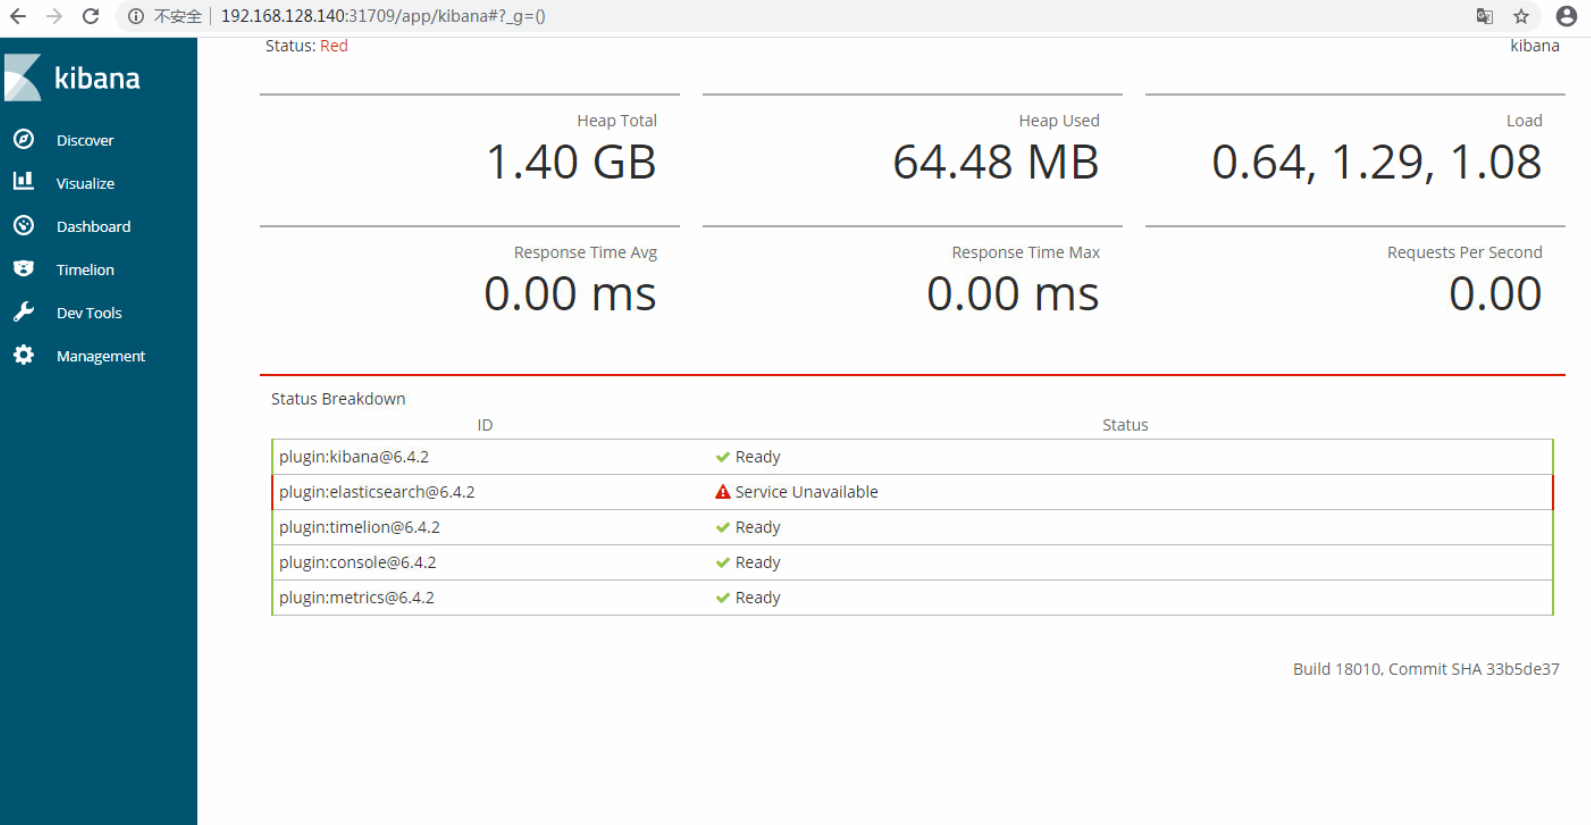 不安全 192.168.128.140:31709/app/kibana#?_g=()
kibana
Discover
Visualize
Dashboard
Timelion
Dev Tools
Management
Status: Red
kibana
Heap Total
1.40 GB
Heap Used
64.48 MB
Load
0.64, 1.29, 1.08
Response Time Avg
0.00 ms
Response Time Max
0.00 ms
Requests Per Second
0.00
Status Breakdown
ID Status
plugin:kibana@6.4.2 Ready
plugin:elasticsearch@6.4.2 Service Unavailable
plugin:timelion@6.4.2 Ready
plugin:console@6.4.2 Ready
plugin:metrics@6.4.2 Ready
Build 18010, Commit SHA 33b5de37